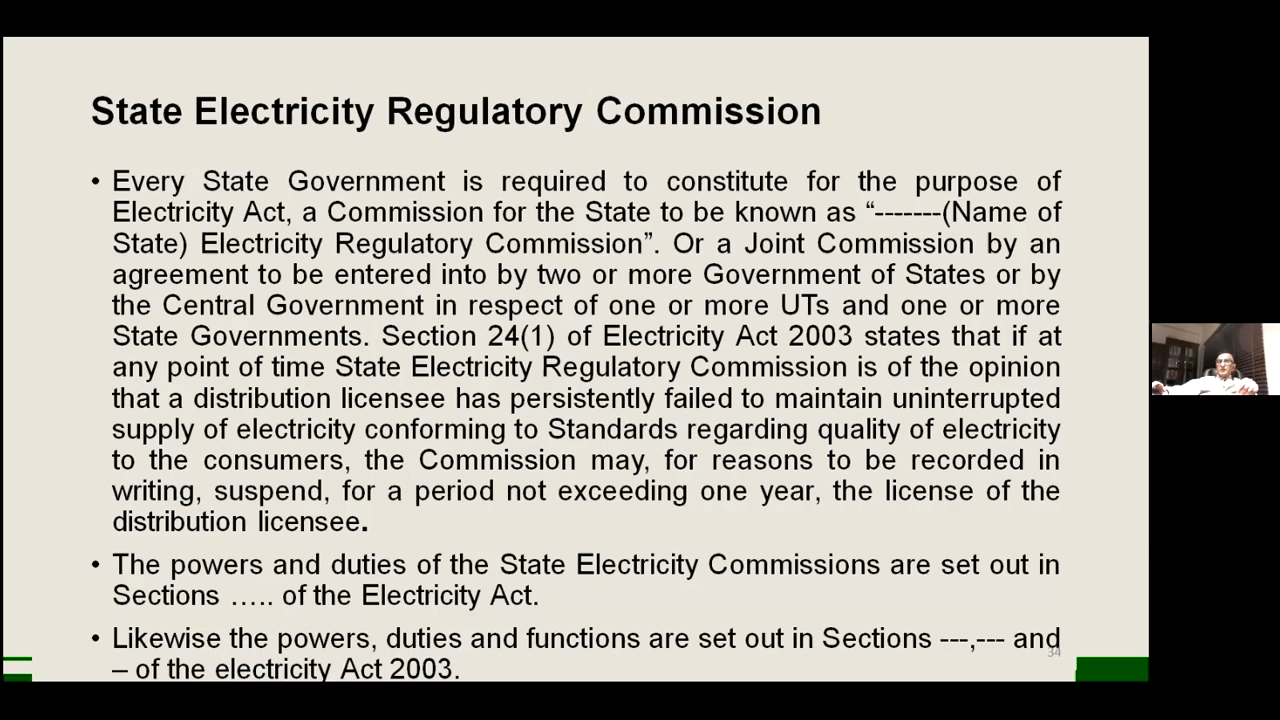 State Electricity Regulatory Commission
• Every State Government is required to constitute for the purpose of
Electricity Act, a Commission for the State to be known as “-------(Name of
State) Electricity Regulatory Commission”. Or a Joint Commission by an
agreement to be entered into by two or more Government of States or by
the Central Government in respect of one or more UTs and one or more
State Governments. Section 24(1) of Electricity Act 2003 states that if at
any point of time State Electricity Regulatory Commission is of the opinion
that a distribution licensee has persistently failed to maintain uninterrupted
supply of electricity conforming to Standards regarding quality of electricity
to the consumers, the Commission may, for reasons to be recorded in
writing, suspend, for a period not exceeding one year, the license of the
distribution licensee.
• The powers and duties of the State Electricity Commissions are set out in
Sections ….. of the Electricity Act.
• Likewise the powers, duties and functions are set out in Sections ---,--- and
– of the electricity Act 2003.
34